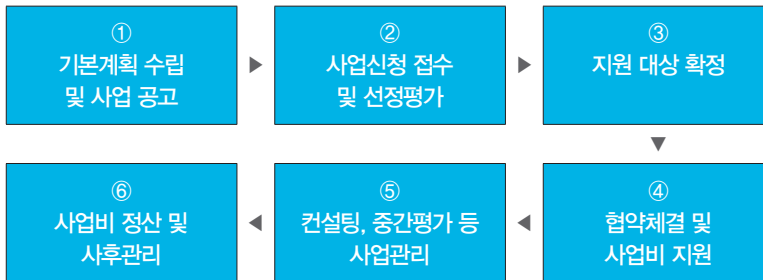 ①
기본계획 수립
및 사업 공고
②
사업신청 접수
및 선정평가
③
지원 대상 확정
④
협약체결 및
사업비 지원
⑤
컨설팅, 중간평가 등
사업관리
⑥
사업비 정산 및
사후관리